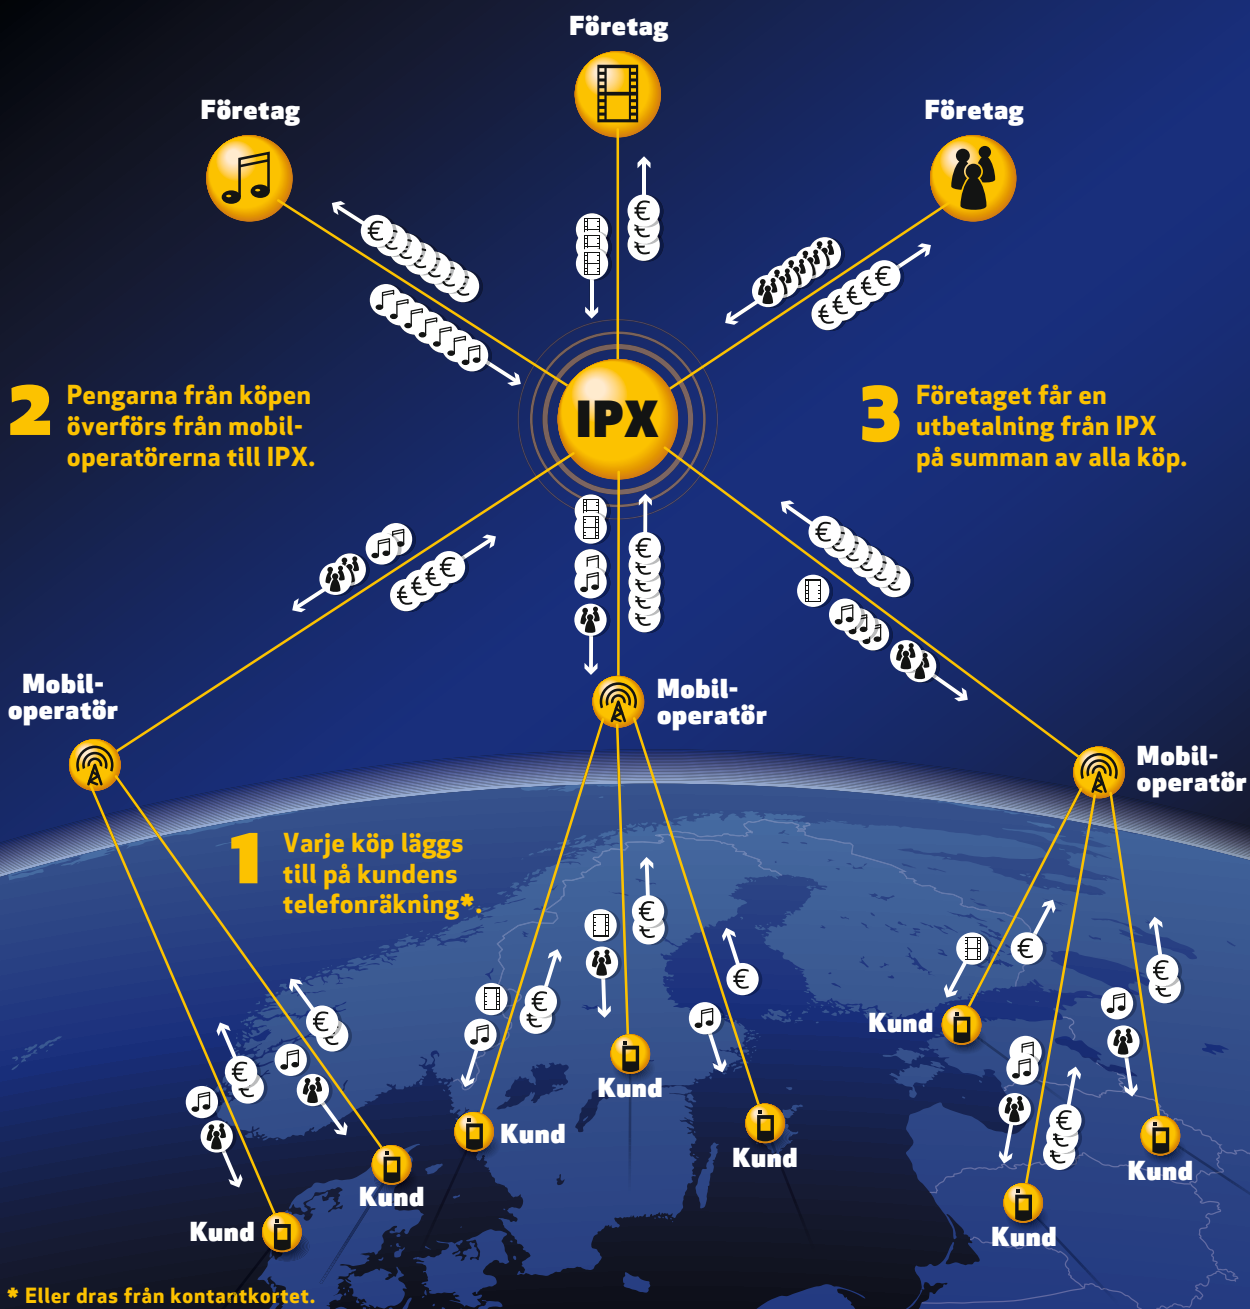 Företag
Företag
Företag
IPX
2 Pengarna från köpen
överförs från mobil-
operatörerna till IPX.
3 Företaget får en
utbetalning från IPX
på summan av alla köp.
Mobil-
operatör
Mobil-
operatör
Mobil-
operatör
1 Varje köp läggs
till på kundens
telefonräkning*.
Kund
Kund
Kund
Kund
Kund
Kund
Kund
Kund
* Eller dras från kontantkortet.